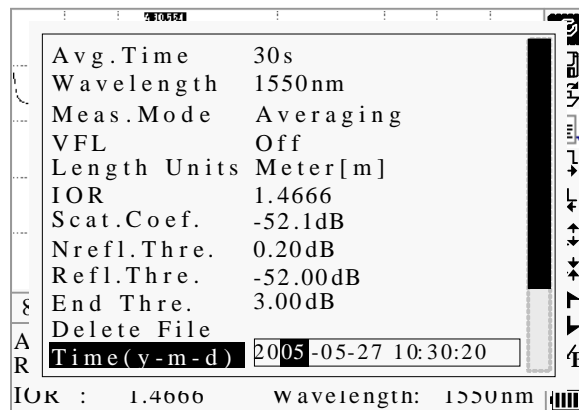 4.30554
Avg.Time 30s
Wavelength 1550nm
Meas.Mode Averaging
VFL Off
Length Units Meter[m]
IOR 1.4666
Scat.Coef. -52.1dB
Nrefl.Thre. 0.20dB
Refl.Thre. -52.00dB
End Thre. 3.00dB
Delete File
Time(y-m-d) 2005-05-27 10:30:20
A
R
IOR : 1.4666 Wavelength: 1550nm